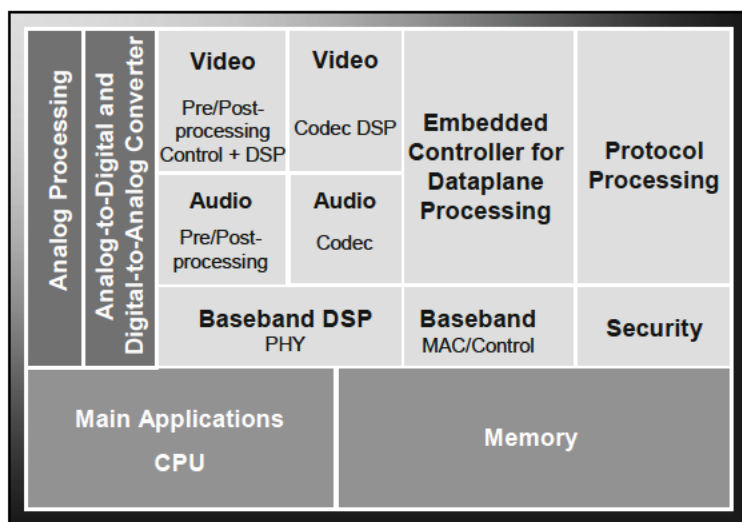 Analog Processing
Analog-to-Digital and
Digital-to-Analog Converter
Video
Pre/Post-
processing
Control + DSP
Video
Codec DSP
Embedded
Controller for
Dataplane
Processing
Protocol
Processing
Audio
Pre/Post-
processing
Audio
Codec
Baseband DSP
PHY
Baseband
MAC/Control
Security
Main Applications
CPU
Memory